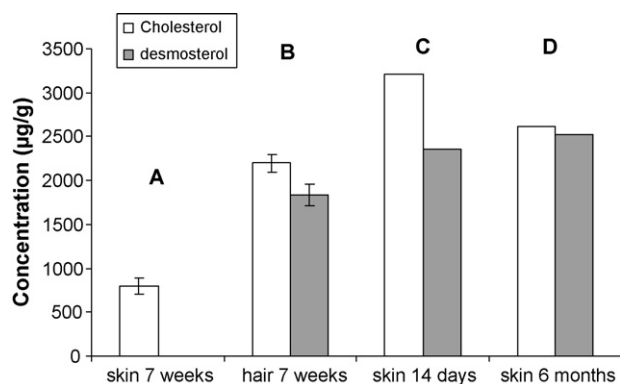 Cholesterol
desmosterol
Concentration (µg/g)
3500
3000
2500
2000
1500
1000
500
0
A
B
C
D
skin 7 weeks
hair 7 weeks
skin 14 days
skin 6 months